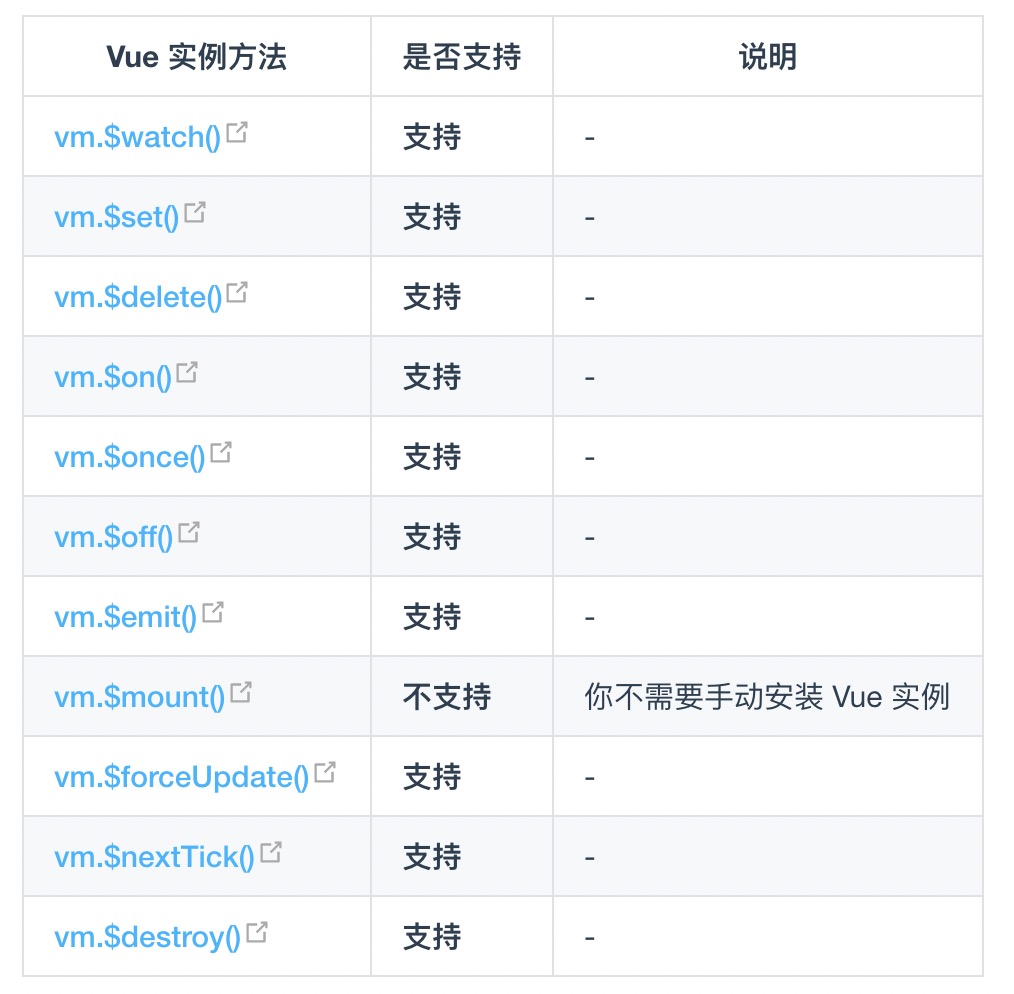 Vue 实例方法 是否支持 说明
vm.$watch() 支持 -
vm.$set() 支持 -
vm.$delete() 支持 -
vm.$on() 支持 -
vm.$once() 支持 -
vm.$off() 支持 -
vm.$emit() 支持 -
vm.$mount() 不支持 你不需要手动安装 Vue 实例
vm.$forceUpdate() 支持 -
vm.$nextTick() 支持 -
vm.$destroy() 支持 -